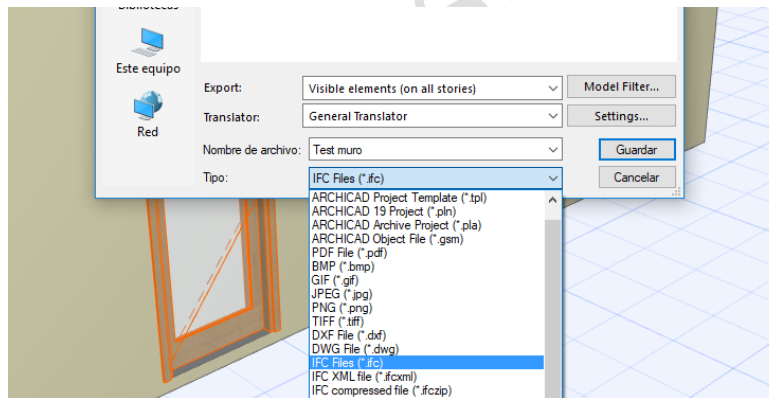 Bibliotecas
Este equipo
Red
Export: Visible elements (on all stories) Model Filter...
Translator: General Translator Settings...
Nombre de archivo: Test muro Guardar
Tipo: IFC Files (*.ifc) Cancelar
ARCHICAD Project Template (*.tpl)
ARCHICAD 19 Project (*.pln)
ARCHICAD Archive Project (*.pla)
ARCHICAD Object File (*.gsm)
PDF File (*.pdf)
BMP (*.bmp)
GIF (*.gif)
JPEG (*.jpg)
PNG (*.png)
TIFF (*.tiff)
DXF File (*.dxf)
DWG File (*.dwg)
IFC Files (*.ifc)
IFC XML file (*.ifcxml)
IFC compressed file (*.ifczip)